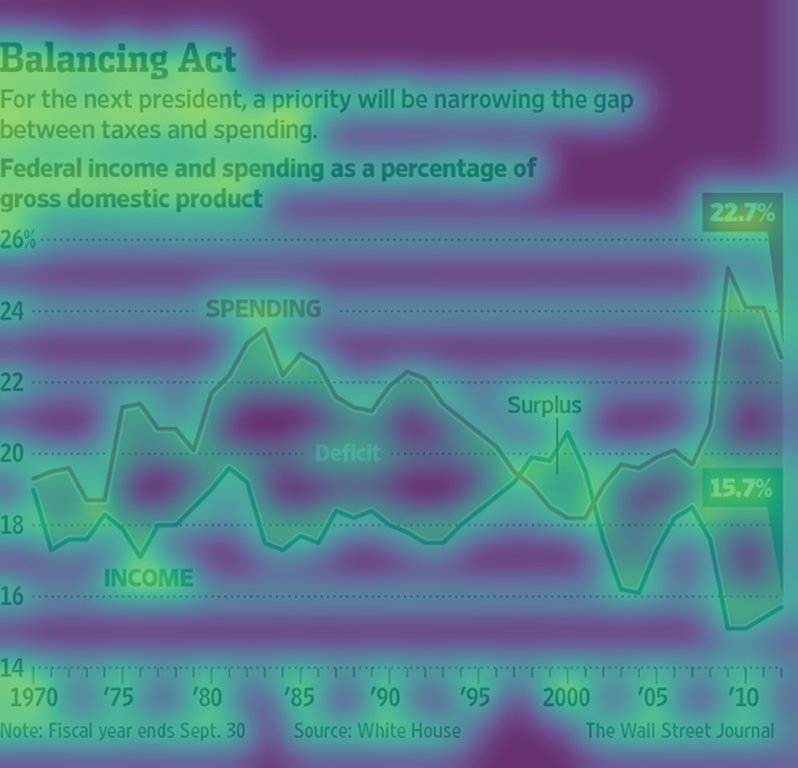 Balancing Act
For the next president, a priority will be narrowing the gap
between taxes and spending.
Federal income and spending as a percentage of
gross domestic product
22.7%
26%
24
SPENDING
22
Surplus
20
Deficit
15.7%
18
INCOME
16
14
1970 '75 '80 '85 '90 '95 2000 '05 '10
Note: Fiscal year ends Sept. 30 Source: White House The Wall Street Journal